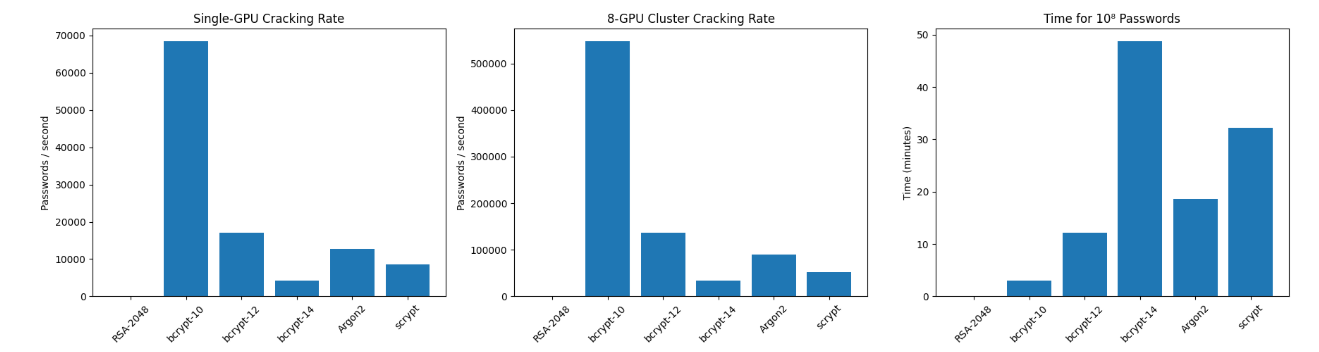 Single-GPU Cracking Rate
Passwords / second
70000
60000
50000
40000
30000
20000
10000
0
RSA-2048
bcrypt-10
bcrypt-12
bcrypt-14
Argon2
scrypt
8-GPU Cluster Cracking Rate
Passwords / second
500000
400000
300000
200000
100000
0
RSA-2048
bcrypt-10
bcrypt-12
bcrypt-14
Argon2
scrypt
Time for 10⁸ Passwords
Time (minutes)
50
40
30
20
10
0
RSA-2048
bcrypt-10
bcrypt-12
bcrypt-14
Argon2
scrypt